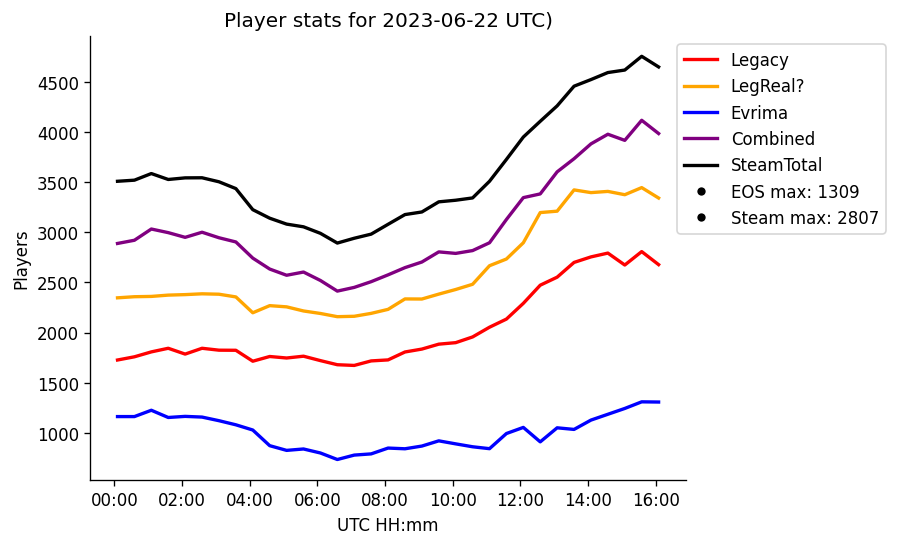 Player stats for 2023-06-22 UTC)
Legacy
LegReal?
Evrima
Combined
SteamTotal
EOS max: 1309
Steam max: 2807
Players
4500
4000
3500
3000
2500
2000
1500
1000
00:00 02:00 04:00 06:00 08:00 10:00 12:00 14:00 16:00
UTC HH:mm